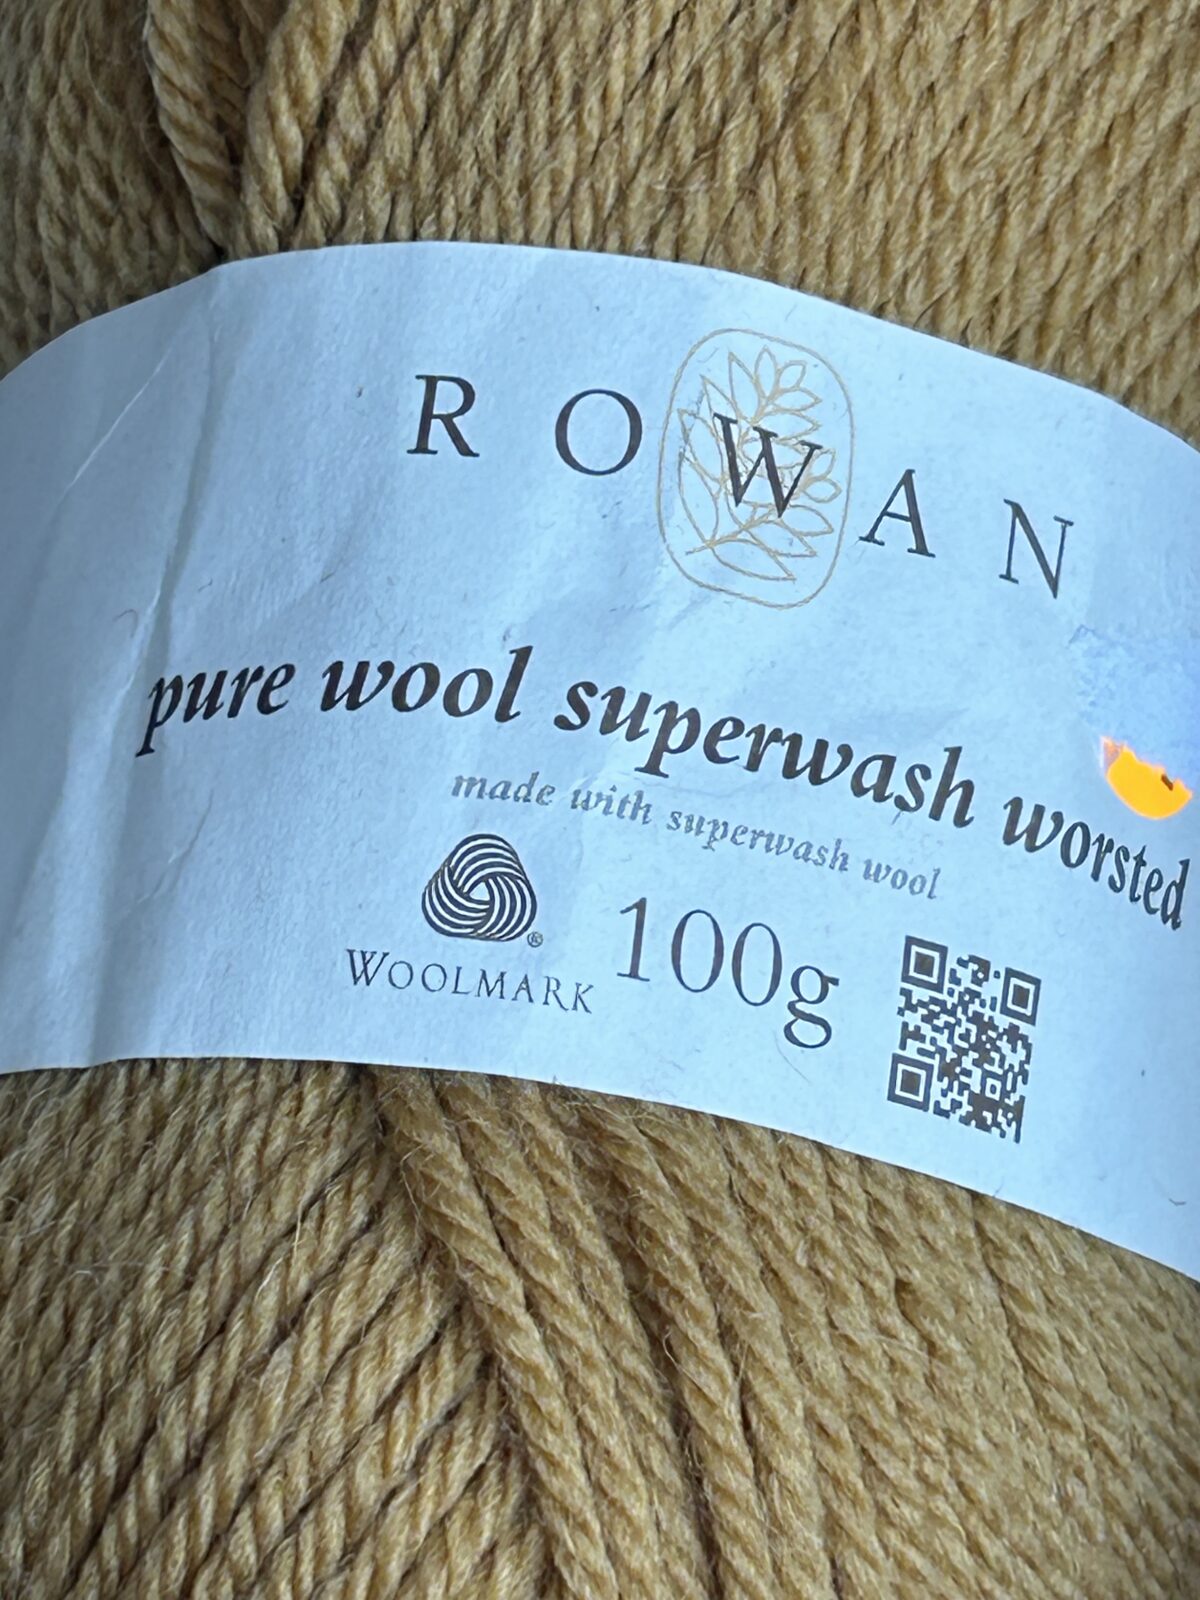 ROWAN
pure wool superwash worsted
made with superwash wool
WOOLMARK
®
100g